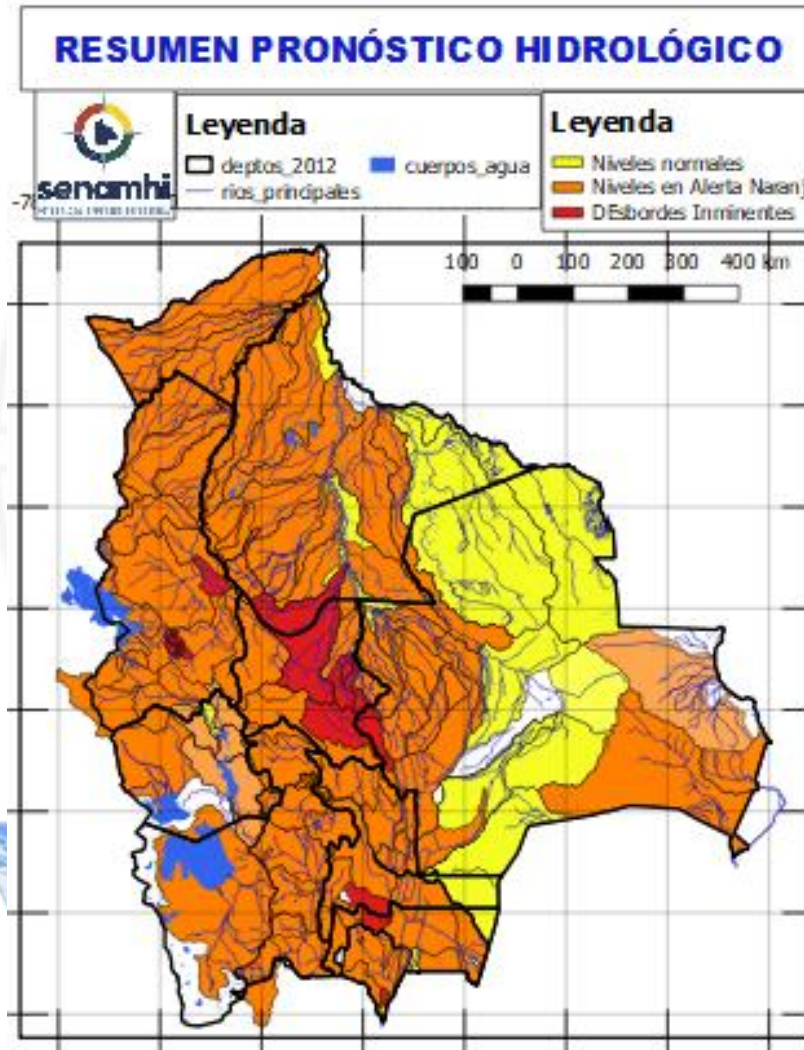 RESUMEN PRONÓSTICO HIDROLÓGICO
senamhi
Leyenda
deptos_2012
cuerpos_agua
rios_principales
Leyenda
Niveles normales
Niveles en Alerta Naranj
DEsbordes Inminentes
100 0 100 200 300 400 km